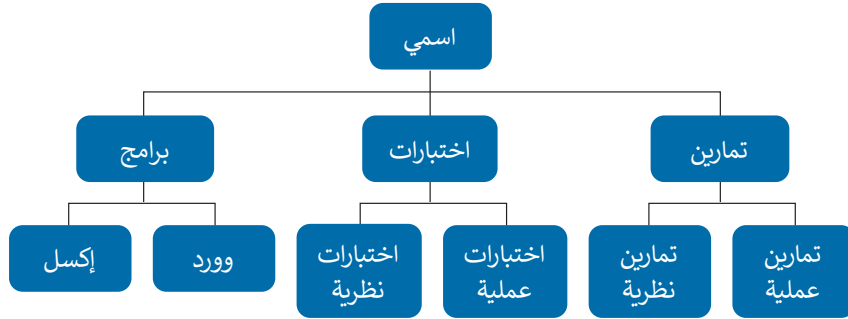 اسمي
تمارين
اختبارات
برامج
تمارين
عملية
تمارين
نظرية
اختبارات
عملية
اختبارات
نظرية
وورد
إكسل